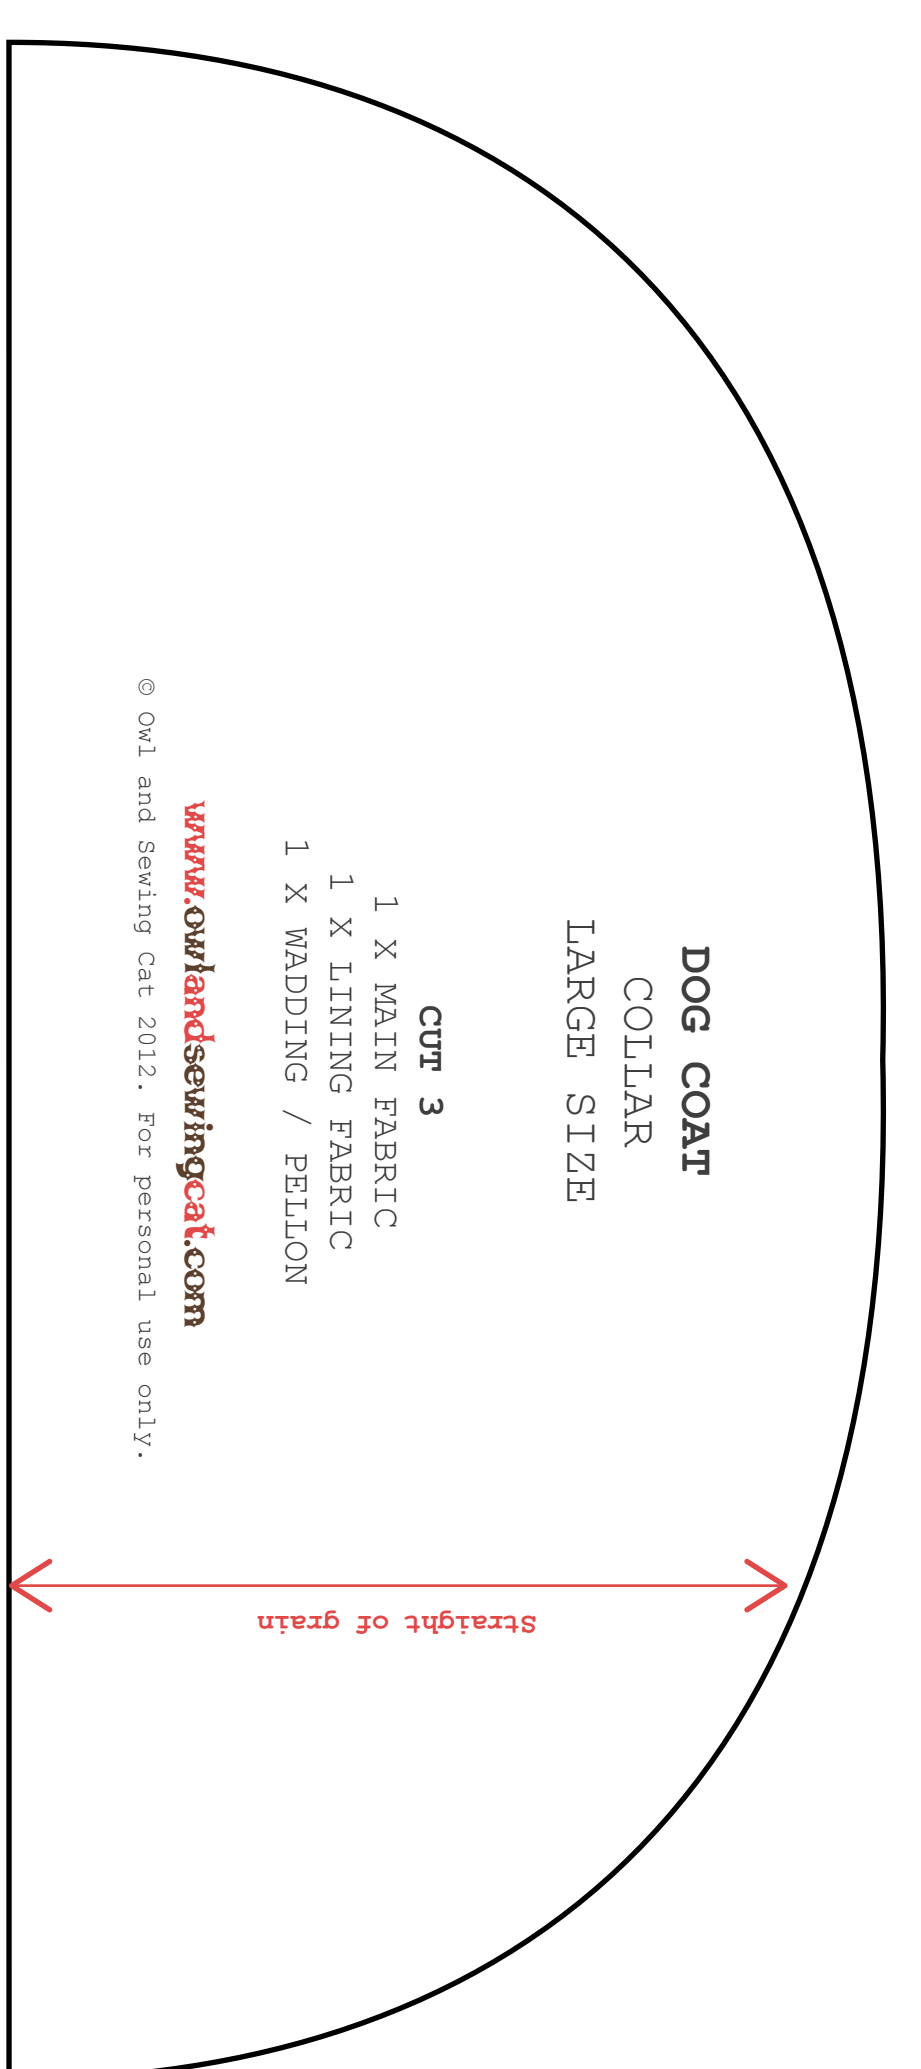 DOG COAT
COLLAR
LARGE SIZE
CUT 3
1 X MAIN FABRIC
1 X LINING FABRIC
1 X WADDING / PELLON
www.owlandsewingcat.com
© Owl and Sewing Cat 2012. For personal use only.
Straight of grain